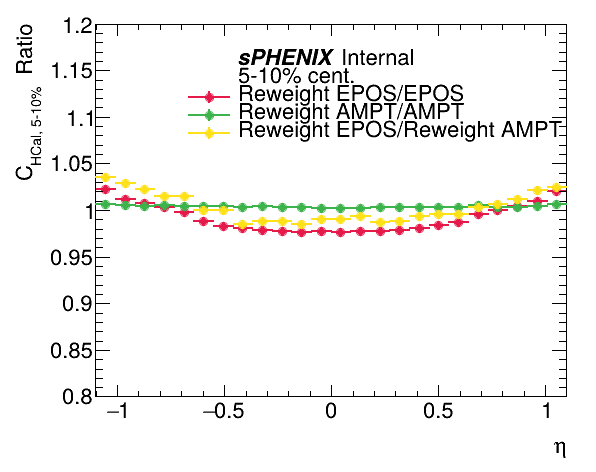 C_HCal, 5-10% Ratio
sPHENIX Internal
5-10% cent.
Reweight EPOS/EPOS
Reweight AMPT/AMPT
Reweight EPOS/Reweight AMPT
1.2
1.15
1.1
1.05
1
0.95
0.9
0.85
0.8
−1 −0.5 0 0.5 1
η